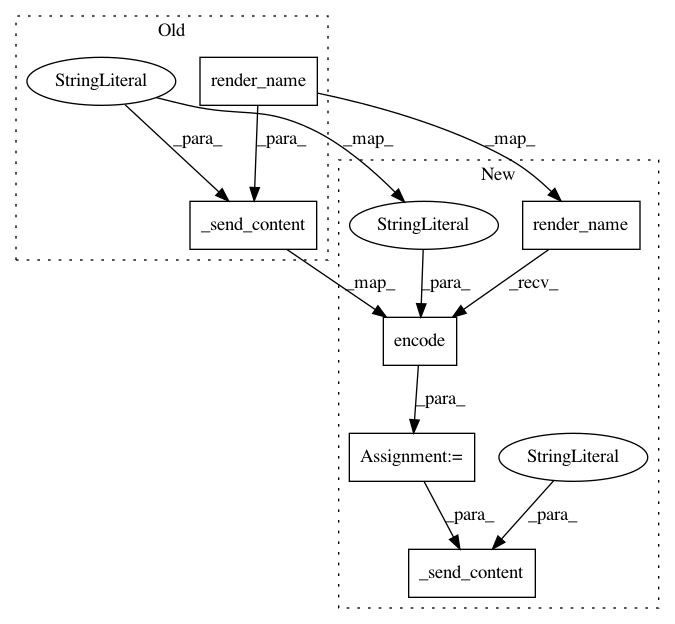 Old
StringLiteral
render_name
_para_
_para_
_map_
_map_
New
_send_content
StringLiteral
render_name
_map_
_para_
_recv_
encode
_para_
Assignment:=
StringLiteral
_para_
_para_
_send_content